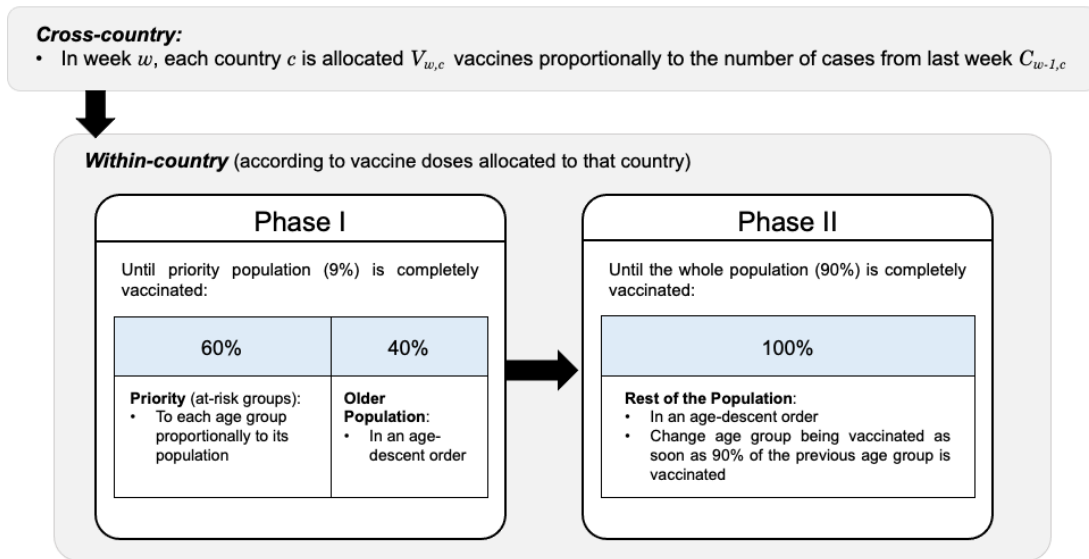 Cross-country:
• In week w, each country c is allocated V_{w,c} vaccines proportionally to the number of cases from last week C_{w-1,c}
Within-country (according to vaccine doses allocated to that country)
Phase I
Until priority population (9%) is completely
vaccinated:
60%
40%
Priority (at-risk groups):
• To each age group
proportionally to its
population
Older
Population:
• In an age-
descent order
Phase II
Until the whole population (90%) is completely
vaccinated:
100%
Rest of the Population:
• In an age-descent order
• Change age group being vaccinated as
soon as 90% of the previous age group is
vaccinated